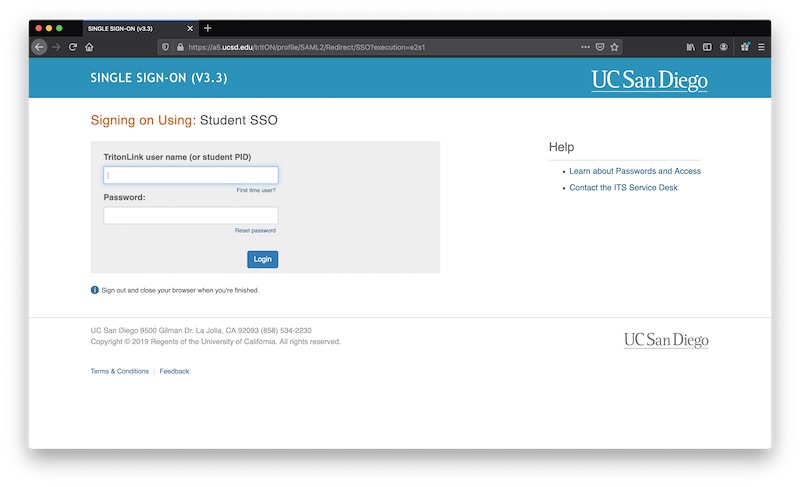 SINGLE SIGN-ON (V3.3)
https://a5.ucsd.edu/tritON/profile/SAML2/Redirect/SSO?execution=e2s1
SINGLE SIGN-ON (V3.3)
UC San Diego
Signing on Using: Student SSO
TritonLink user name (or student PID)
First time user?
Password:
Reset password
Login
Help
Learn about Passwords and Access
Contact the ITS Service Desk
Sign out and close your browser when you're finished.
UC San Diego 9500 Gilman Dr. La Jolla, CA 92093 (858) 534-2230
Copyright © 2019 Regents of the University of California. All rights reserved.
UC San Diego
Terms & Conditions | Feedback